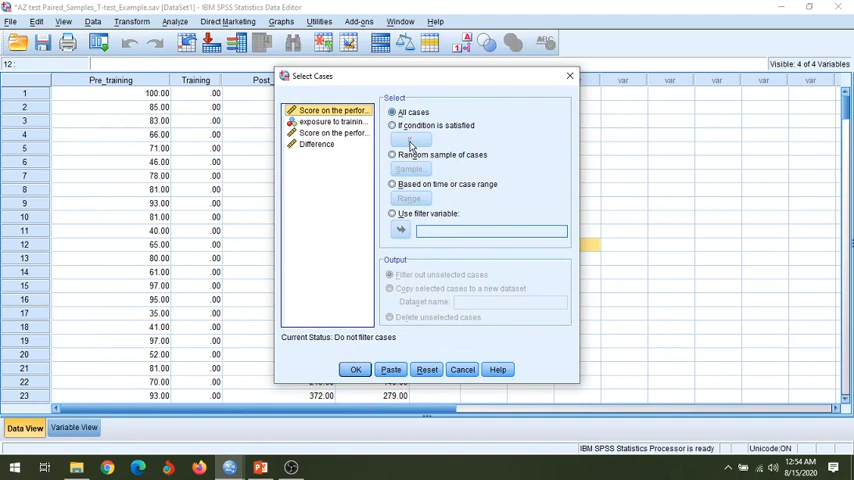 *AZ test Paired_Samples_T-test_Example.sav [DataSet1] - IBM SPSS Statistics Data Editor
File Edit View Data Transform Analyze Direct Marketing Graphs Utilities Add-ons Window Help
12 :
Visible: 4 of 4 Variables
Pre_training Training Post_ var var var var
1 100.00 .00
2 85.00 .00
3 83.00 .00
4 66.00 .00
5 71.00 .00
6 46.00 .00
7 78.00 .00
8 81.00 .00
9 93.00 .00
10 81.00 .00
11 40.00 .00
12 65.00 .00
13 80.00 .00
14 61.00 .00
15 97.00 .00
16 95.00 .00
17 35.00 .00
18 41.00 .00
19 97.00 .00
20 52.00 .00
21 81.00 .00
22 70.00 .00
23 93.00 .00 372.00 279.00
Select Cases
Score on the perfor...
exposure to trainin...
Score on the perfor...
Difference
Select
All cases
If condition is satisfied
Random sample of cases
Sample...
Based on time or case range
Range...
Use filter variable:
Output
Filter out unselected cases
Copy selected cases to a new dataset
Dataset name:
Delete unselected cases
Current Status: Do not filter cases
OK Paste Reset Cancel Help
Data View Variable View
IBM SPSS Statistics Processor is ready Unicode:ON
12:54 AM
8/15/2020